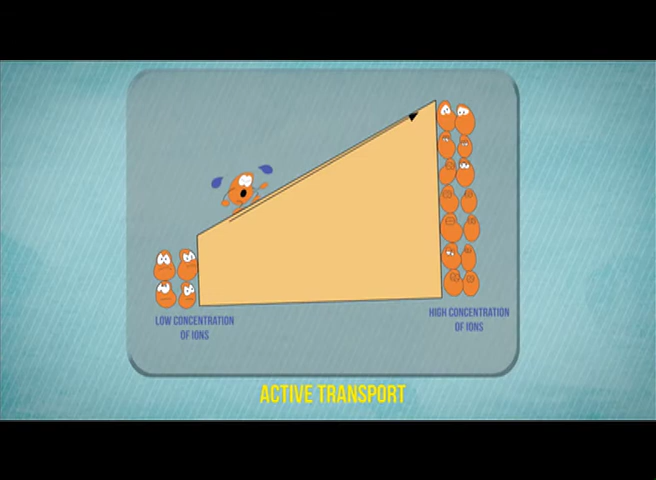 LOW CONCENTRATION
OF IONS
HIGH CONCENTRATION
OF IONS
ACTIVE TRANSPORT